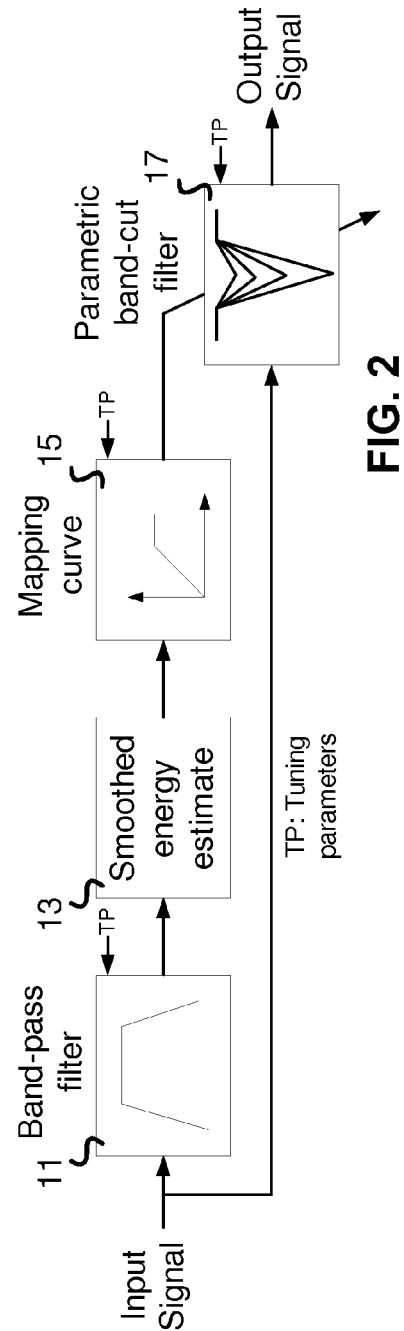 Input
Signal
11
Band-pass
filter
TP
13
Smoothed
energy
estimate
Mapping
curve
15
TP
Parametric
band-cut
filter
17
TP
Output
Signal
TP: Tuning
parameters
FIG. 2